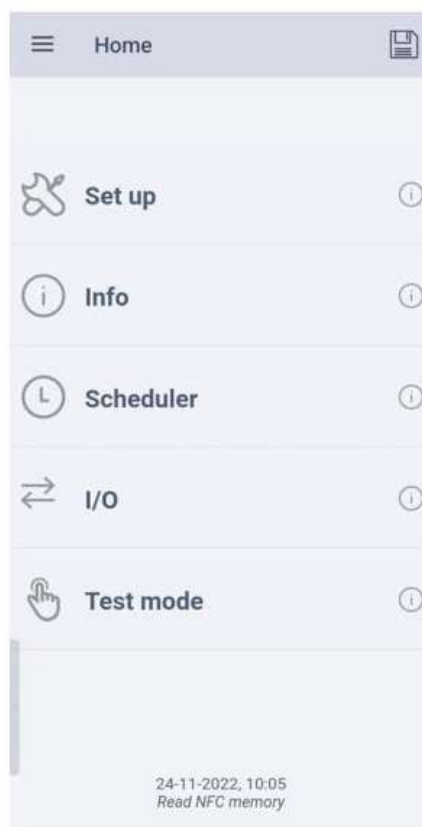 Home
Set up
Info
Scheduler
I/O
Test mode
24-11-2022, 10:05
Read NFC memory